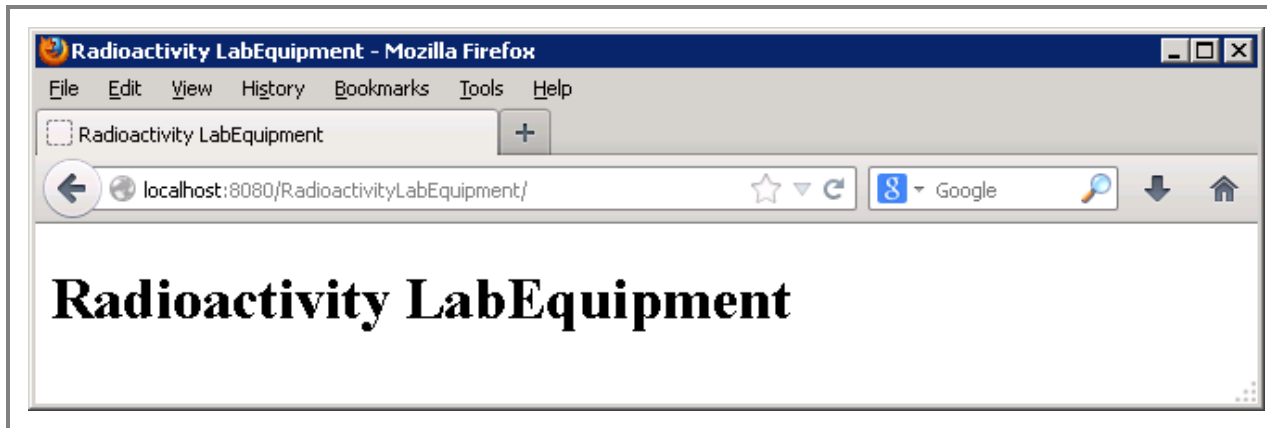 Radioactivity LabEquipment - Mozilla Firefox
File Edit View History Bookmarks Tools Help
Radioactivity LabEquipment +
localhost:8080/RadioactivityLabEquipment/ 8 Google
Radioactivity LabEquipment